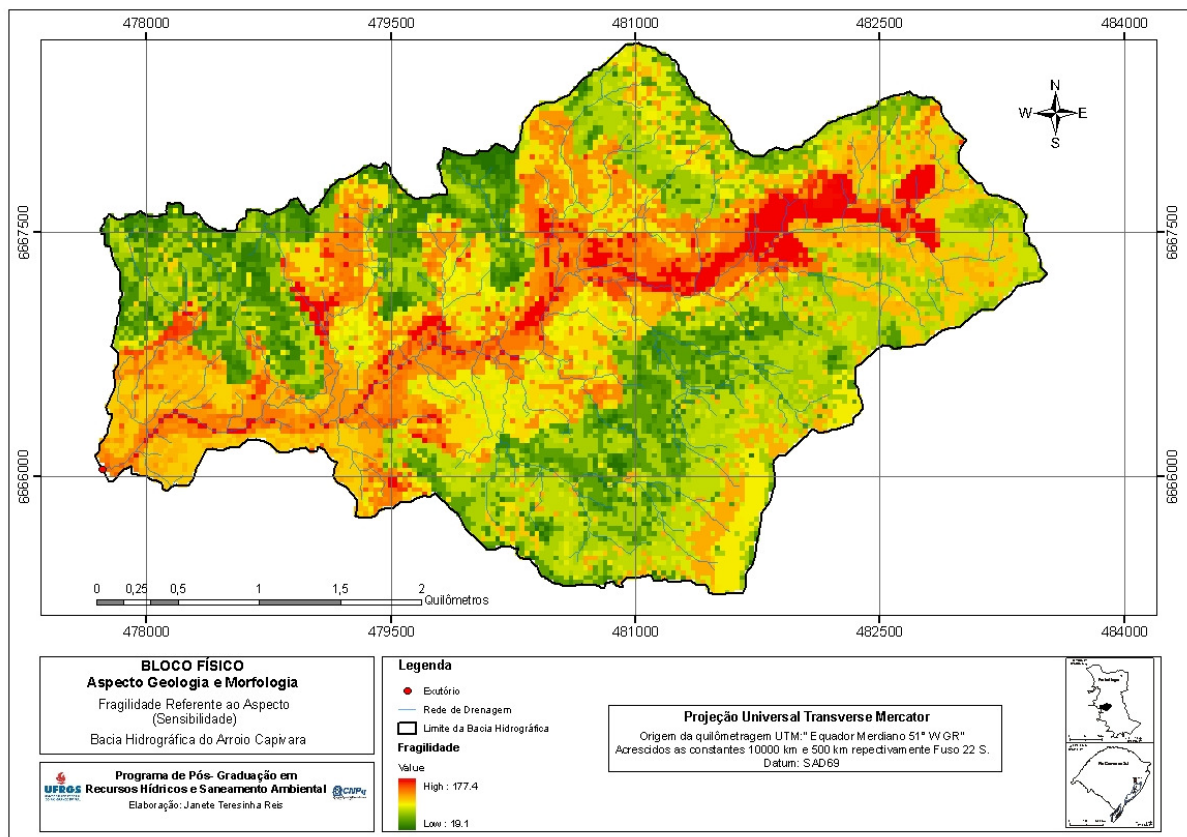 478000 479500 481000 482500 484000
N
W E
S
6667500 6667500
6666000 6666000
0 0,25 0,5 1 1,5 2
Quilômetros
478000 479500 481000 482500 484000
BLOCO FÍSICO
Aspecto Geologia e Morfologia
Fragilidade Referente ao Aspecto
(Sensibilidade)
Bacia Hidrográfica do Arroio Capivara
UFRGS
Programa de Pós- Graduação em
Recursos Hídricos e Saneamento Ambiental
Elaboração: Janete Teresinha Reis
CNPq
Legenda
Exutório
Rede de Drenagem
Limite da Bacia Hidrográfica
Fragilidade
Value
High : 177.4
Low : 19.1
Projeção Universal Transverse Mercator
Origem da quilômetragem UTM:" Equador Merdiano 51° W GR"
Acrescidos as constantes 10000 km e 500 km repectivamente Fuso 22 S.
Datum: SAD69